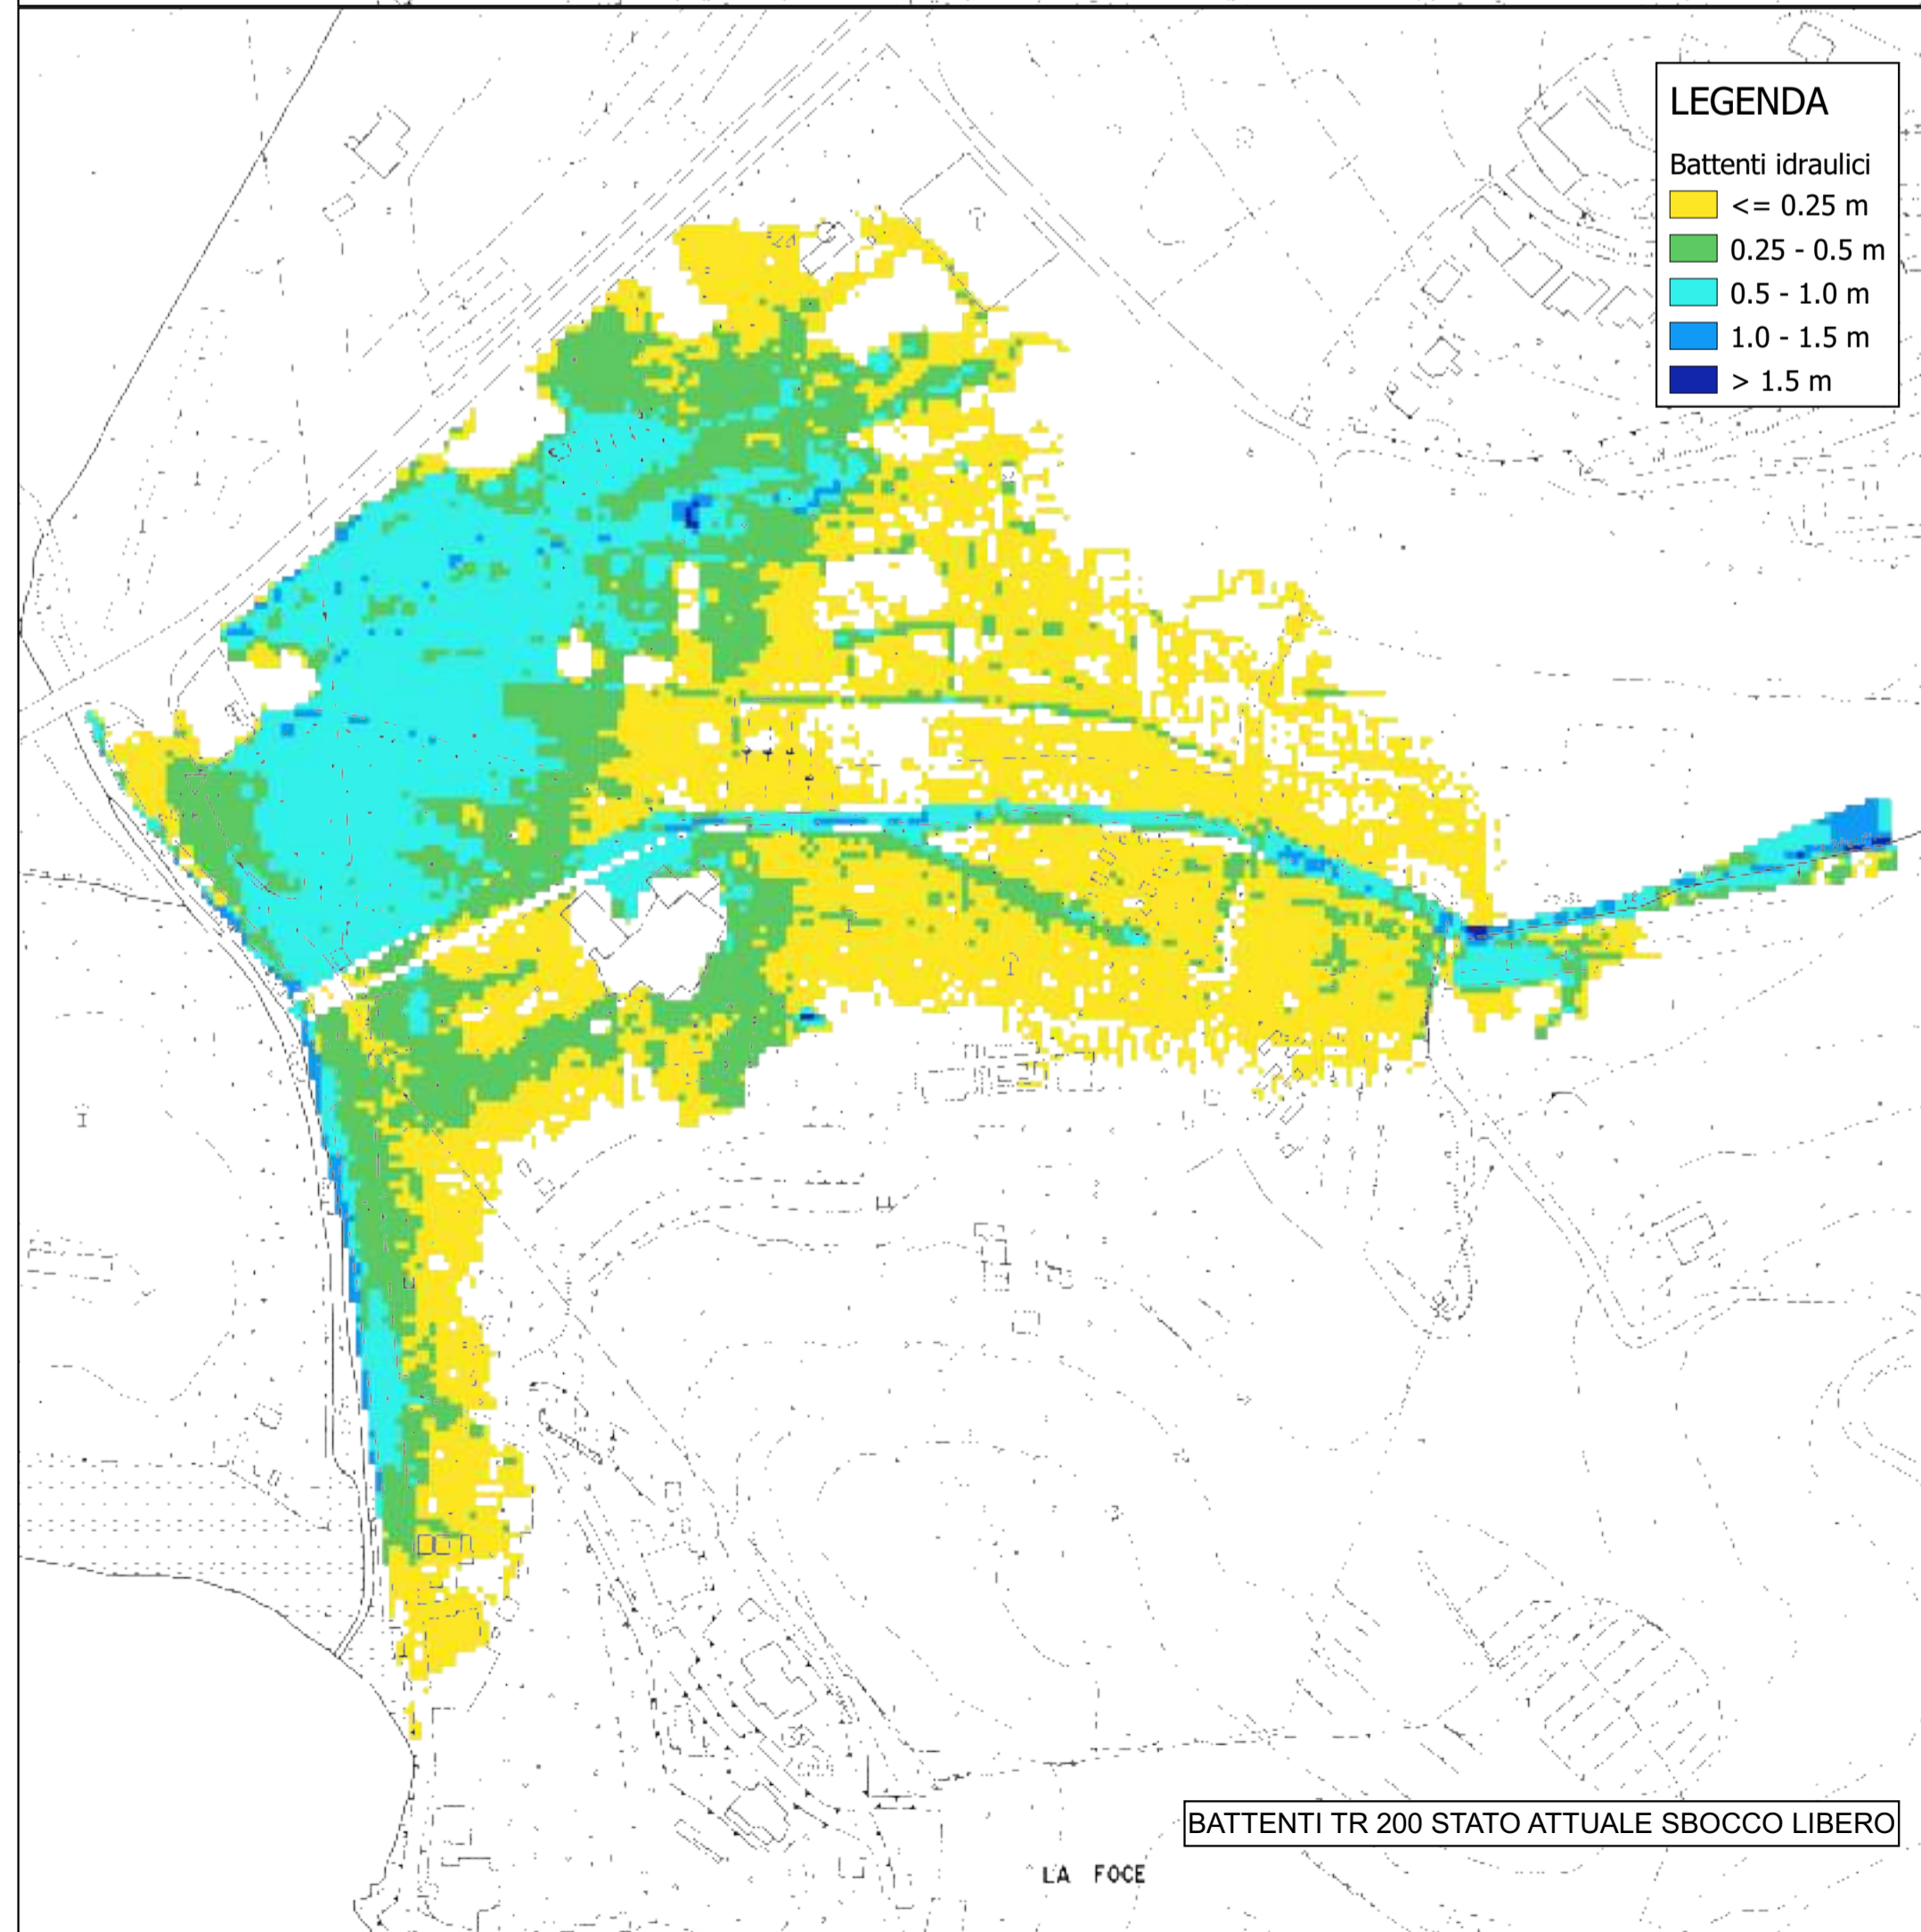 LEGENDA
Battenti idraulici
<= 0.25 m
0.25 - 0.5 m
0.5 - 1.0 m
1.0 - 1.5 m
> 1.5 m
BATTENTI TR 200 STATO ATTUALE SBOCCO LIBERO
LA FOCE